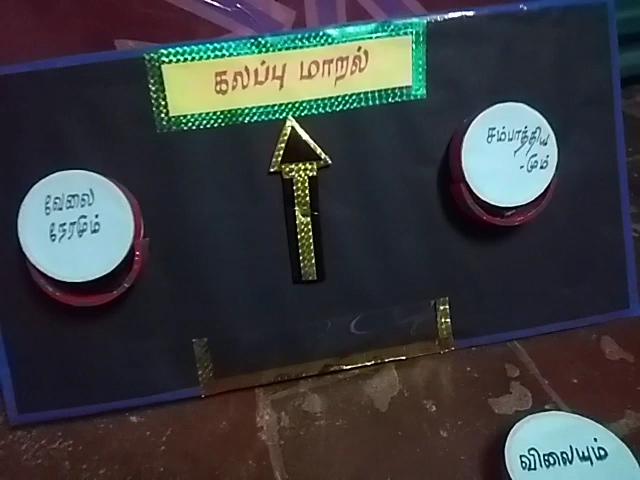 கலப்பு மாறல்
வேலை
நேரமும்
சம்பாத்திய
-மும்
விலையும்